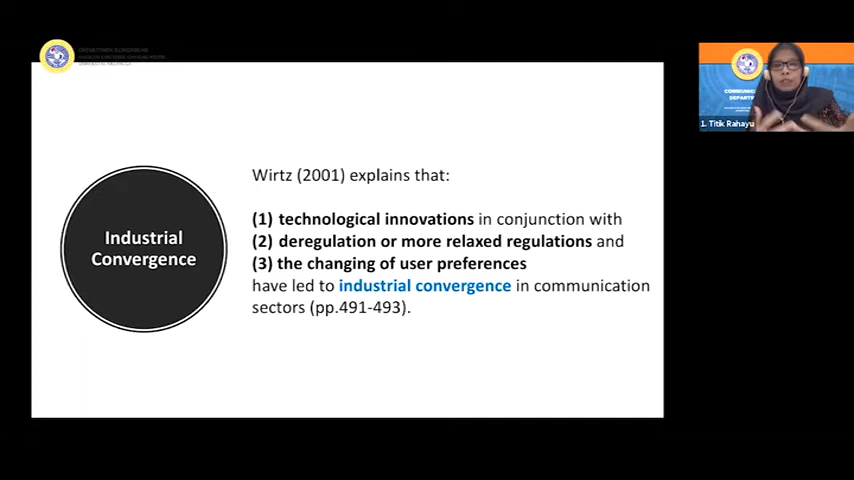 Industrial
Convergence
Wirtz (2001) explains that:
(1) technological innovations in conjunction with
(2) deregulation or more relaxed regulations and
(3) the changing of user preferences
have led to industrial convergence in communication
sectors (pp.491-493).
1. Titik Rahayu